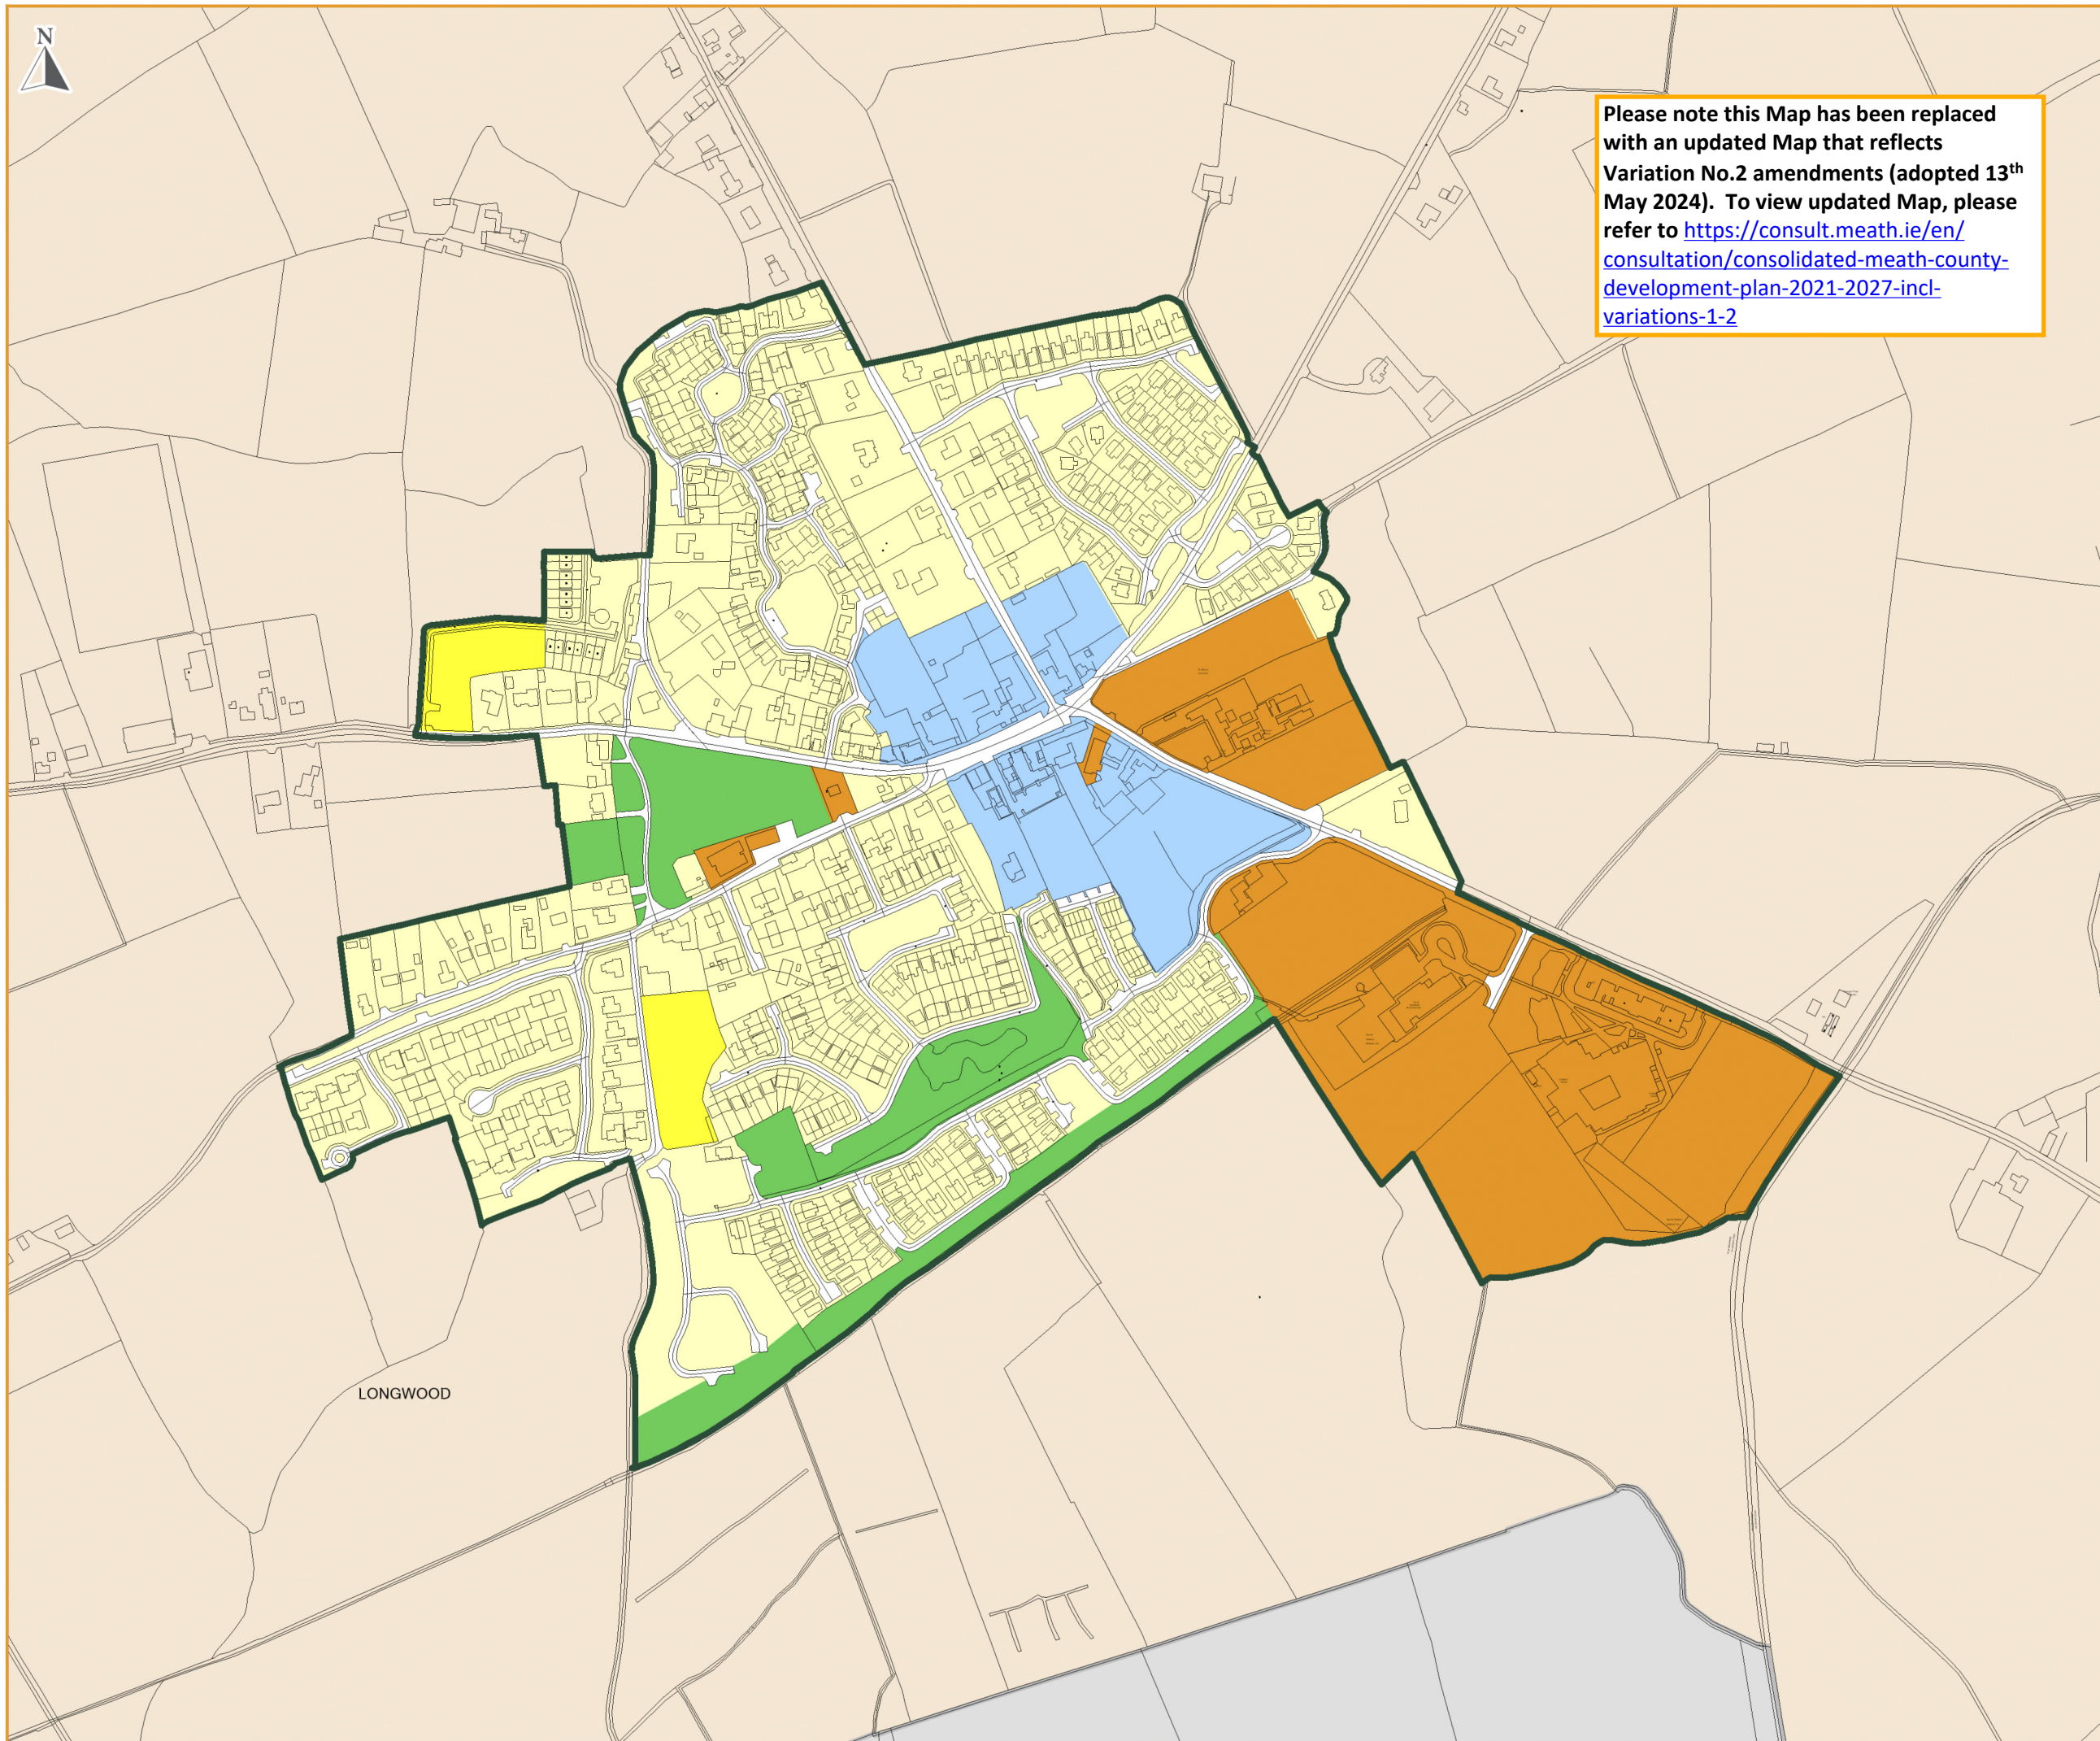 N
Please note this Map has been replaced
with an updated Map that reflects
Variation No.2 amendments (adopted 13th
May 2024). To view updated Map, please
refer to https://consult.meath.ie/en/
consultation/consolidated-meath-county-
development-plan-2021-2027-incl-
variations-1-2
LONGWOOD